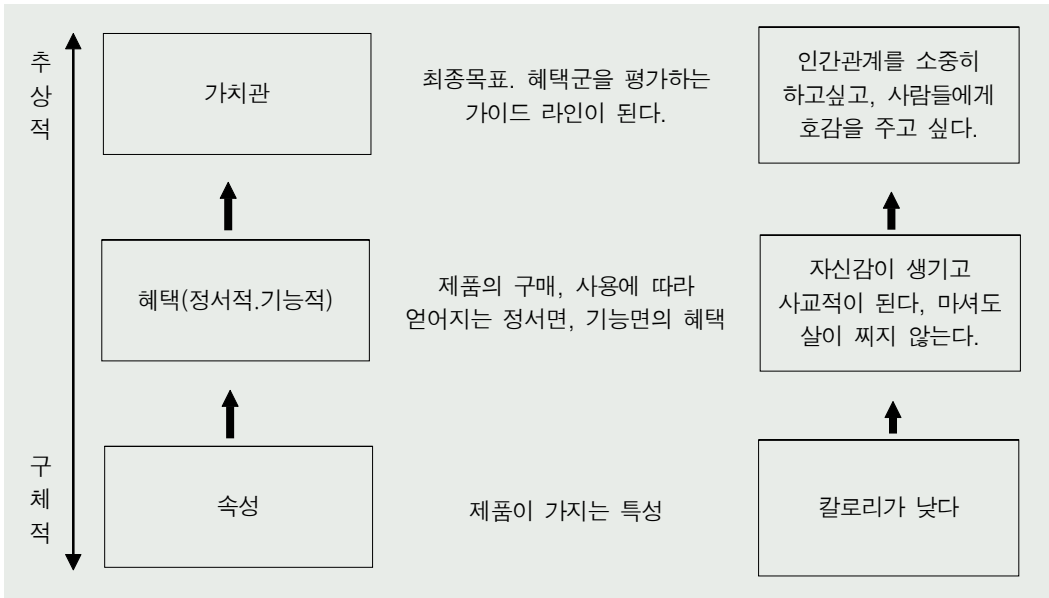 추상적
가치관
최종목표. 혜택군을 평가하는
가이드 라인이 된다.
인간관계를 소중히
하고싶고, 사람들에게
호감을 주고 싶다.
혜택(정서적.기능적)
제품의 구매, 사용에 따라
얻어지는 정서면, 기능면의 혜택
자신감이 생기고
사교적이 된다, 마셔도
살이 찌지 않는다.
구체적
속성
제품이 가지는 특성
칼로리가 낮다